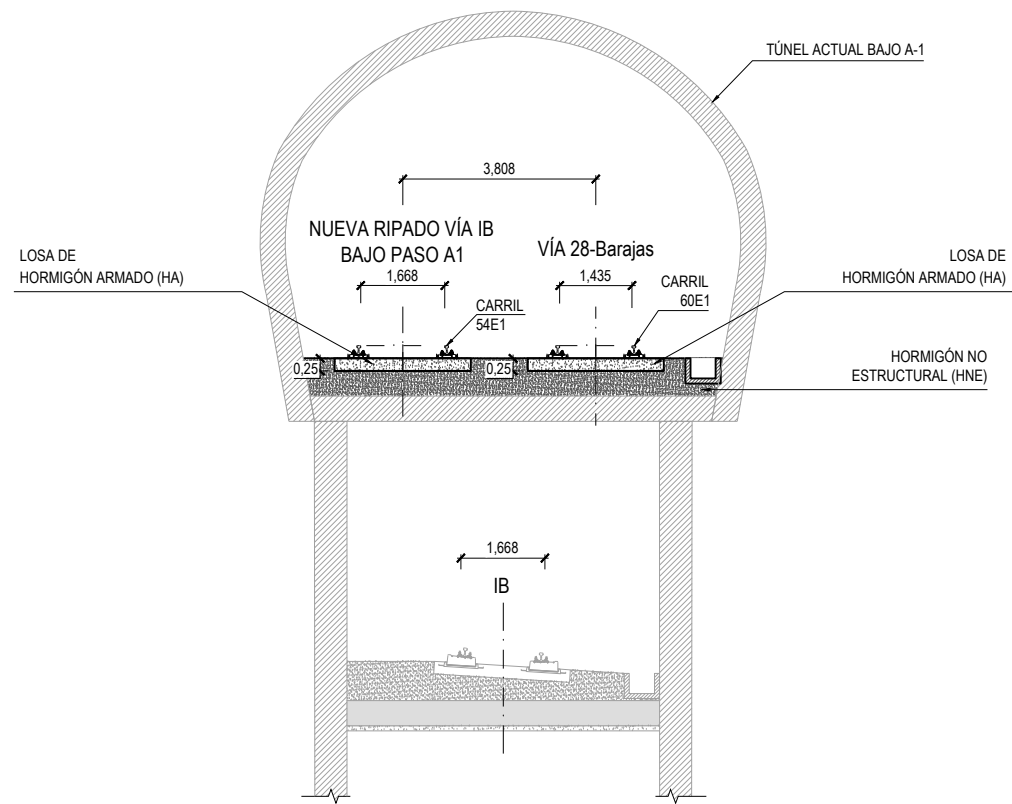 TÚNEL ACTUAL BAJO A-1
3,808
NUEVA RIPADO VÍA IB
BAJO PASO A1
VÍA 28-Barajas
LOSA DE
HORMIGÓN ARMADO (HA)
LOSA DE
HORMIGÓN ARMADO (HA)
1,668
1,435
CARRIL
54E1
CARRIL
60E1
HORMIGÓN NO
ESTRUCTURAL (HNE)
0,25
0,25
1,668
IB